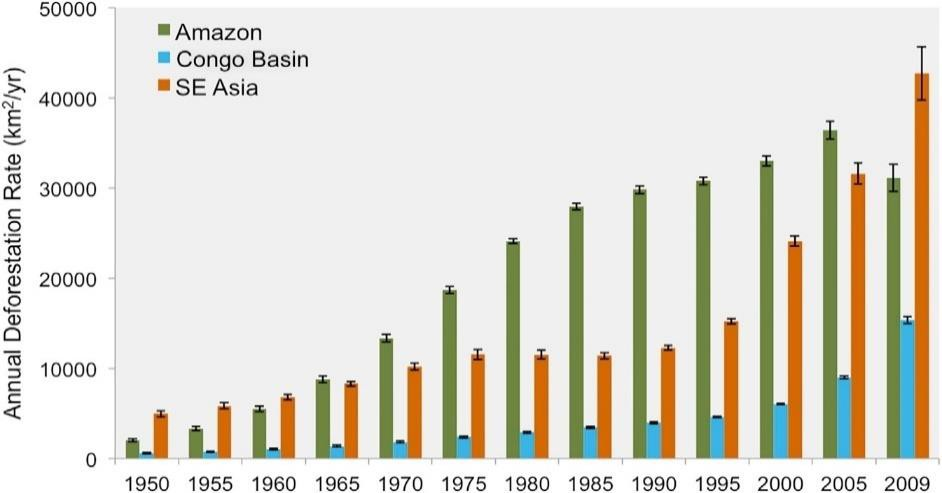 Annual Deforestation Rate (km²/yr)
50000
40000
30000
20000
10000
0
Amazon
Congo Basin
SE Asia
1950 1955 1960 1965 1970 1975 1980 1985 1990 1995 2000 2005 2009